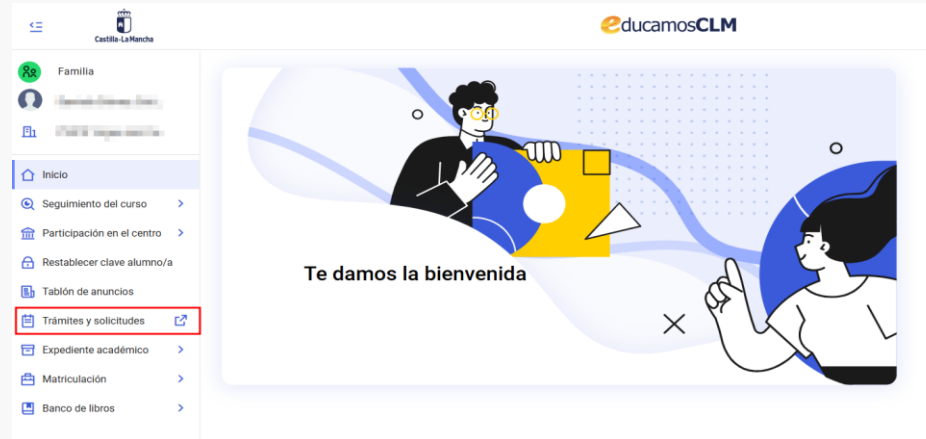 Castilla-La Mancha
educamosCLM
Familia
Inicio
Seguimiento del curso
Participación en el centro
Restablecer clave alumno/a
Tablón de anuncios
Trámites y solicitudes
Expediente académico
Matriculación
Banco de libros
Te damos la bienvenida